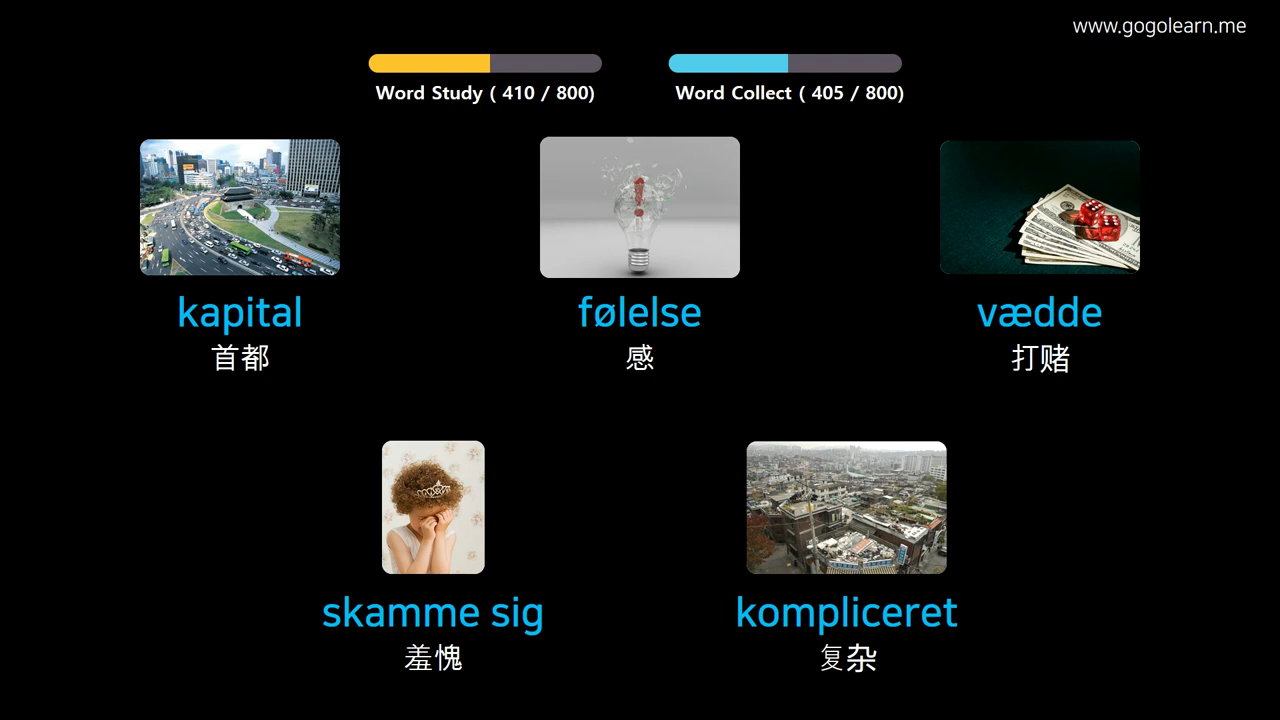 www.gogolearn.me
Word Study ( 410 / 800)
Word Collect ( 405 / 800)
kapital
首都
følelse
感
vædde
打赌
skamme sig
羞愧
kompliceret
复杂